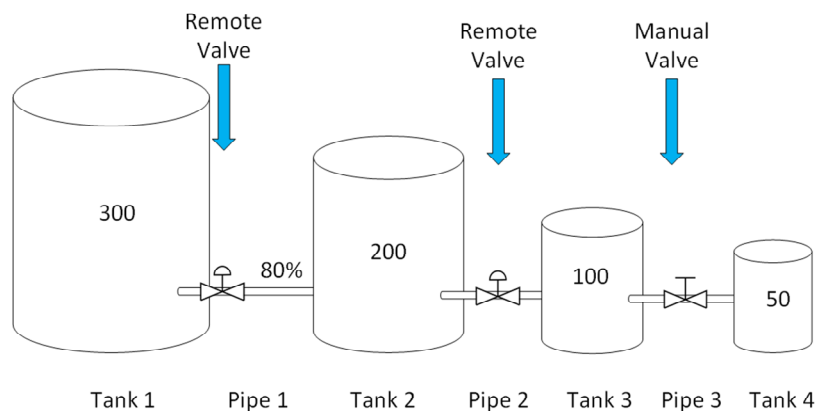 Remote
Valve
Remote
Valve
Manual
Valve
300
200
80%
100
50
Tank 1
Pipe 1
Tank 2
Pipe 2
Tank 3
Pipe 3
Tank 4